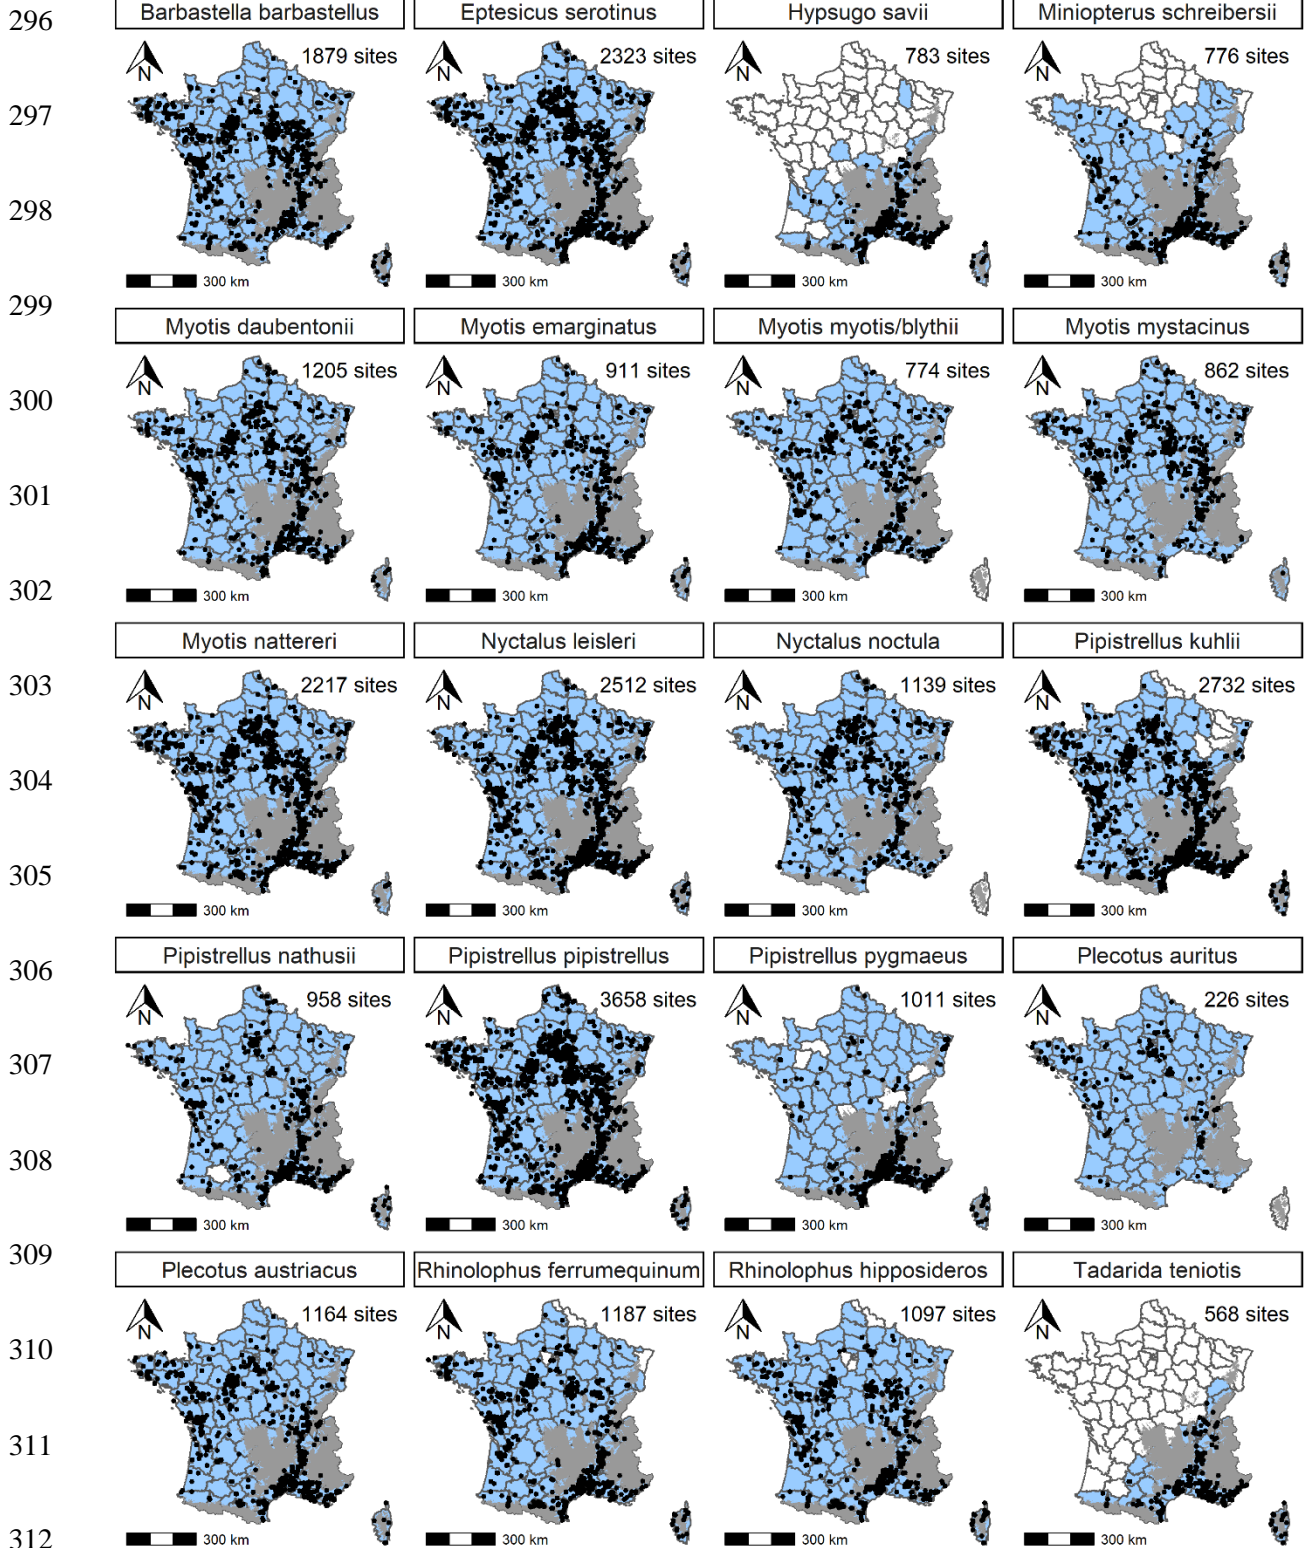 296
Barbastella barbastellus Eptesicus serotinus Hypsugo savii Miniopterus schreibersii
1879 sites 2323 sites 783 sites 776 sites
N N N N
297
298
300 km 300 km 300 km 300 km
299
Myotis daubentonii Myotis emarginatus Myotis myotis/blythii Myotis mystacinus
1205 sites 911 sites 774 sites 862 sites
N N N N
300
301
302
300 km 300 km 300 km 300 km
Myotis nattereri Nyctalus leisleri Nyctalus noctula Pipistrellus kuhlii
303
2217 sites 2512 sites 1139 sites 2732 sites
N N N N
304
305
300 km 300 km 300 km 300 km
Pipistrellus nathusii Pipistrellus pipistrellus Pipistrellus pygmaeus Plecotus auritus
306
958 sites 3658 sites 1011 sites 226 sites
N N N N
307
308
300 km 300 km 300 km 300 km
309
Plecotus austriacus Rhinolophus ferrumequinum Rhinolophus hipposideros Tadarida teniotis
1164 sites 1187 sites 1097 sites 568 sites
N N N N
310
311
300 km 300 km 300 km 300 km
312